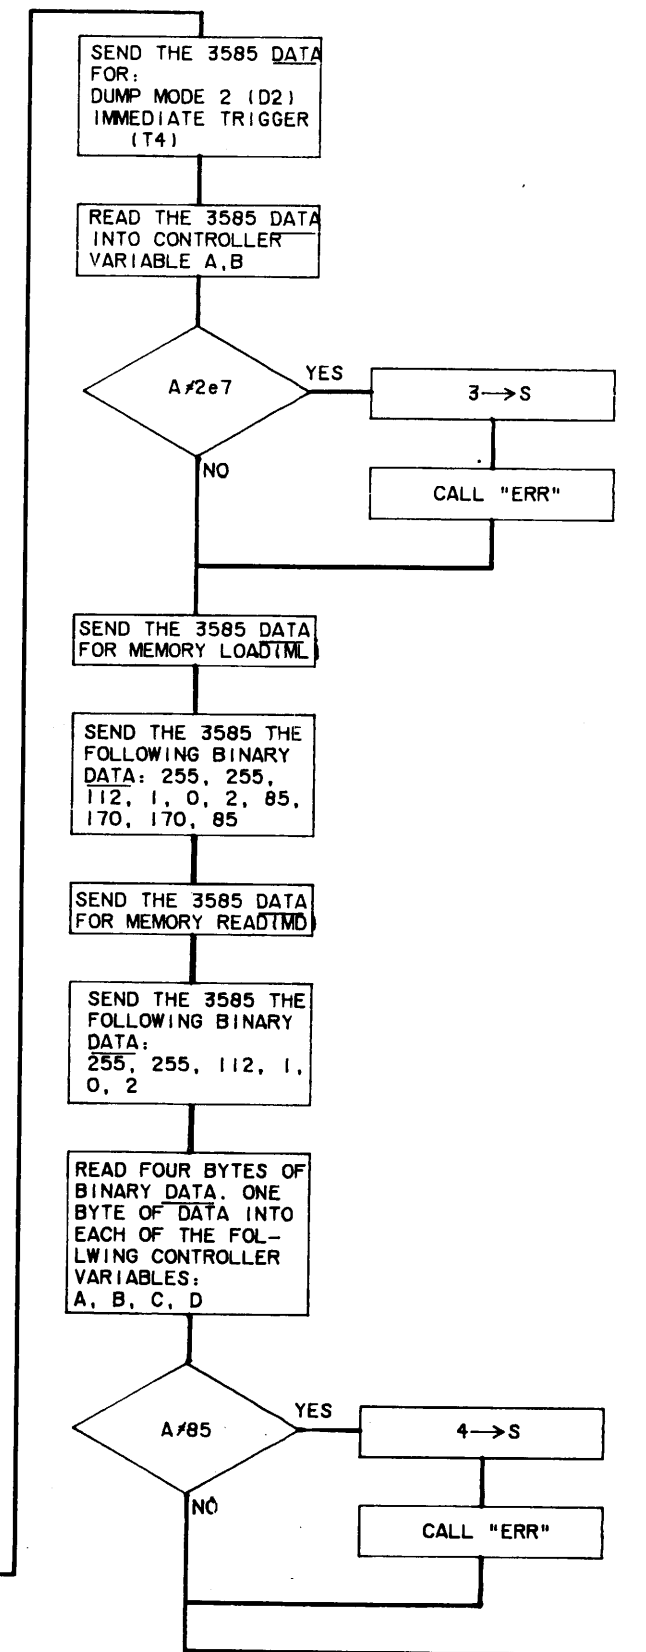 SEND THE 3585 DATA
FOR:
DUMP MODE 2 (D2)
IMMEDIATE TRIGGER
(T4)
READ THE 3585 DATA
INTO CONTROLLER
VARIABLE A,B
A≠2e7
YES
3→S
NO
CALL "ERR"
SEND THE 3585 DATA
FOR MEMORY LOAD(ML)
SEND THE 3585 THE
FOLLOWING BINARY
DATA: 255, 255,
112, 1, 0, 2, 85,
170, 170, 85
SEND THE 3585 DATA
FOR MEMORY READ(MD)
SEND THE 3585 THE
FOLLOWING BINARY
DATA:
255, 255, 112, 1,
0, 2
READ FOUR BYTES OF
BINARY DATA. ONE
BYTE OF DATA INTO
EACH OF THE FOL-
LWING CONTROLLER
VARIABLES:
A, B, C, D
A≠85
YES
4→S
NO
CALL "ERR"